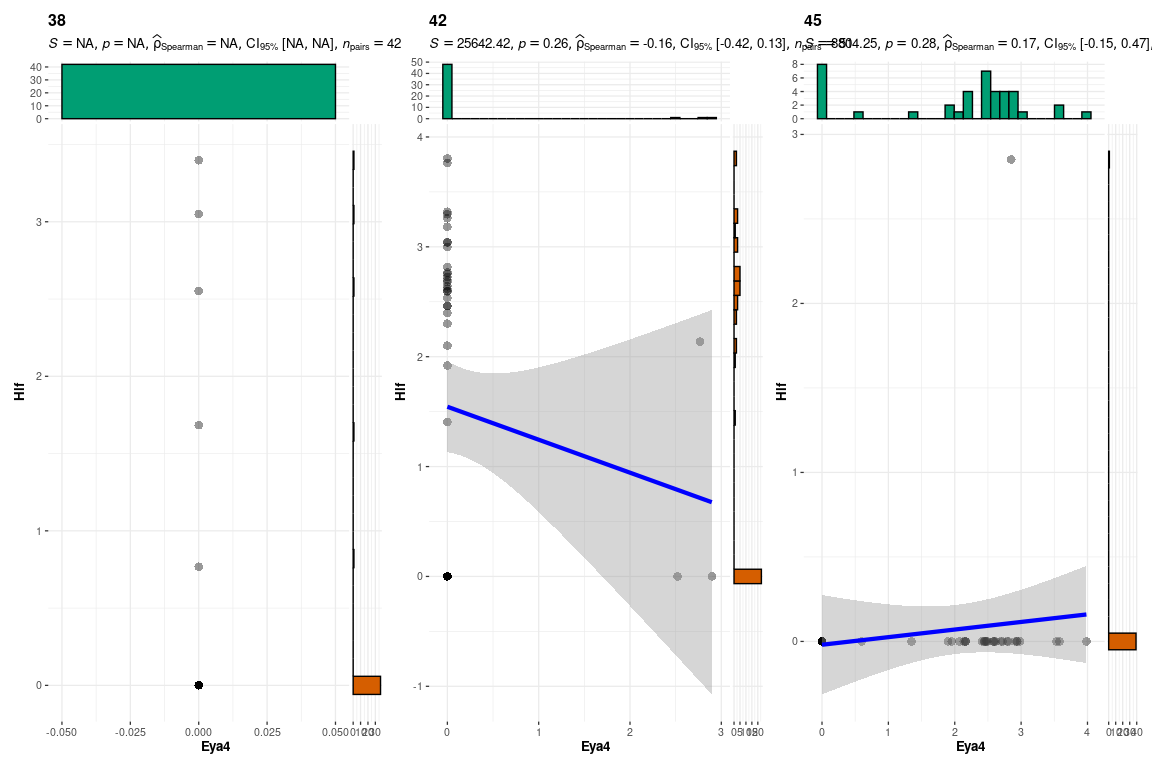 38
S = NA, p = NA, ρ̂Spearman = NA, CI95% [NA, NA], npairs = 42
40
30
20
10
0
3
2
1
0
Hlf
-0.050 -0.025 0.000 0.025 0.050
Eya4
42
S = 25642.42, p = 0.26, ρ̂Spearman = -0.16, CI95% [-0.42, 0.13], npairs
50
40
30
20
10
0
4
3
2
1
0
-1
Hlf
0 1 2 3
Eya4
45
p = 0.28, ρ̂Spearman = 0.17, CI95% [-0.15, 0.47],
8
6
4
2
0
3
2
1
0
Hlf
0 1 2 3 4
Eya4